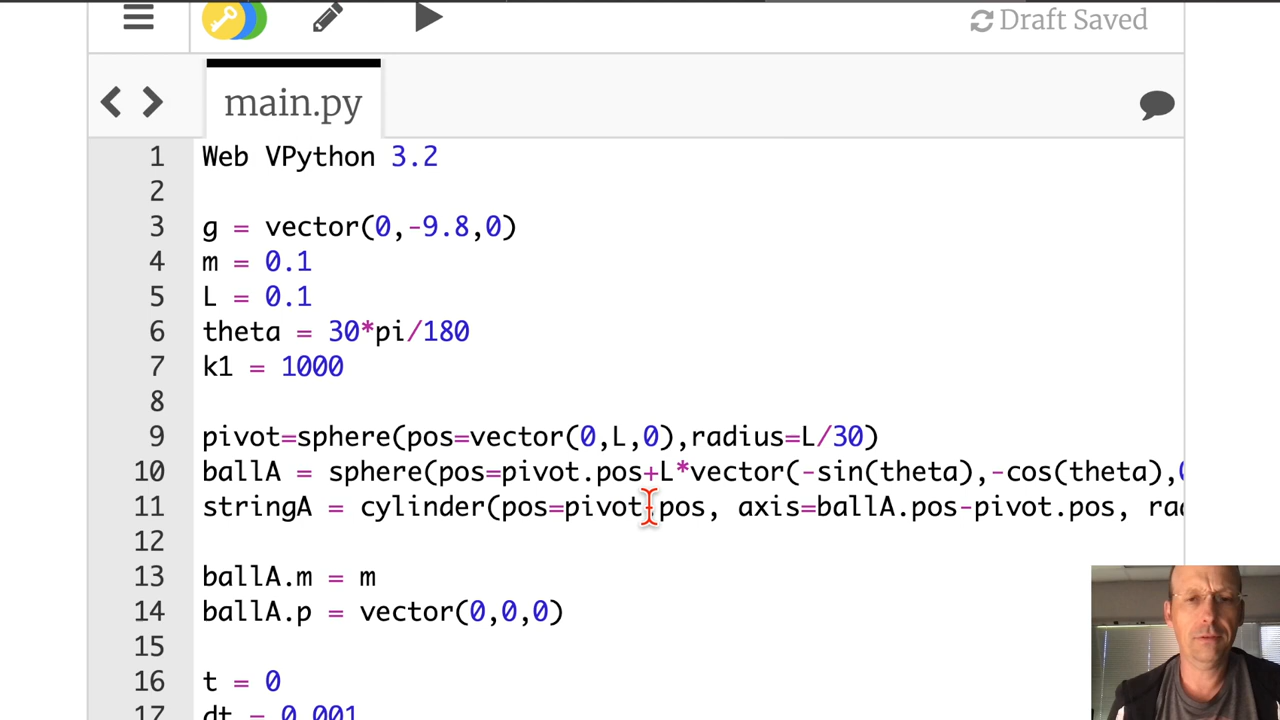 Draft Saved
main.py
1 Web VPython 3.2
2
3 g = vector(0,-9.8,0)
4 m = 0.1
5 L = 0.1
6 theta = 30*pi/180
7 k1 = 1000
8
9 pivot=sphere(pos=vector(0,L,0),radius=L/30)
10 ballA = sphere(pos=pivot.pos+L*vector(-sin(theta),-cos(theta),0
11 stringA = cylinder(pos=pivot.pos, axis=ballA.pos-pivot.pos, rad
12
13 ballA.m = m
14 ballA.p = vector(0,0,0)
15
16 t = 0
17 dt = 0.001